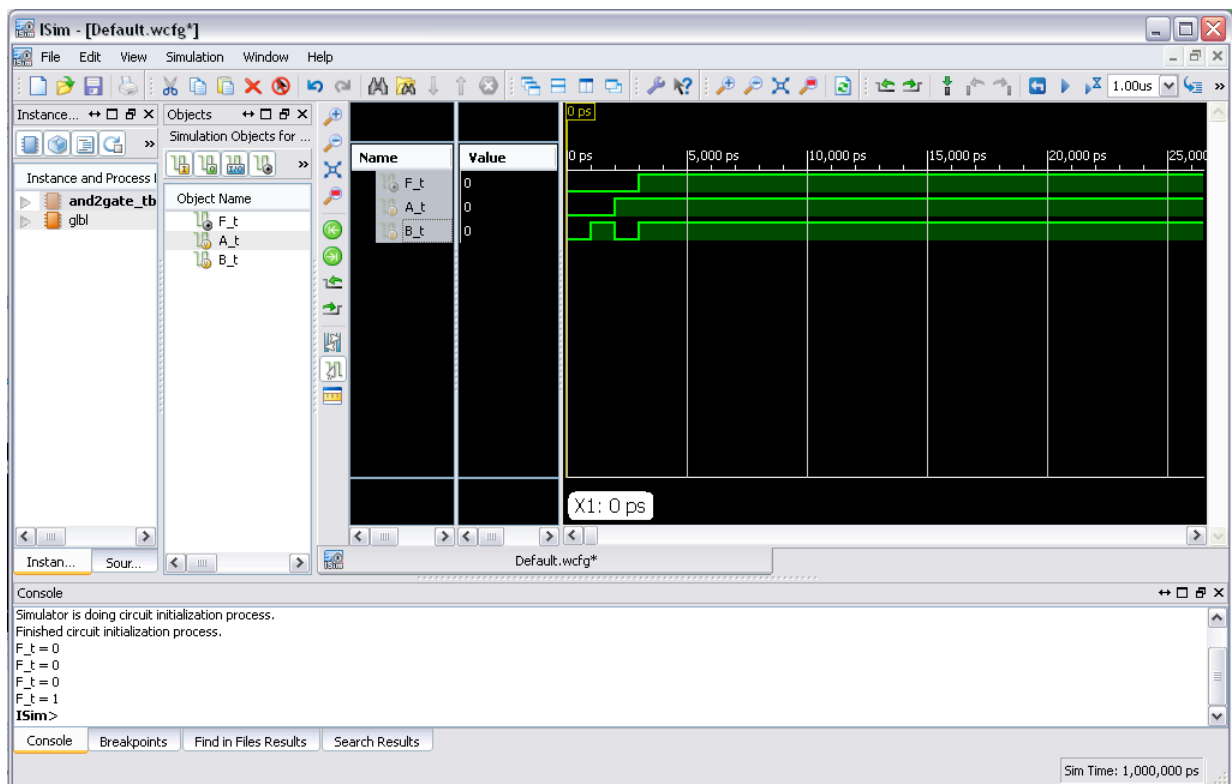 ISim - [Default.wcfg*]
File Edit View Simulation Window Help
1.00us
Instance...
Objects
Simulation Objects for ...
Instance and Process
and2gate_tb
glbl
Object Name
F_t
A_t
B_t
Name
Value
F_t 0
A_t 0
B_t 0
0 ps
0 ps 5,000 ps 10,000 ps 15,000 ps 20,000 ps 25,000
X1: 0 ps
Instan... Sour...
Default.wcfg*
Console
Simulator is doing circuit initialization process.
Finished circuit initialization process.
F_t = 0
F_t = 0
F_t = 0
F_t = 1
ISim>
Console Breakpoints Find in Files Results Search Results
Sim Time: 1,000,000 ps